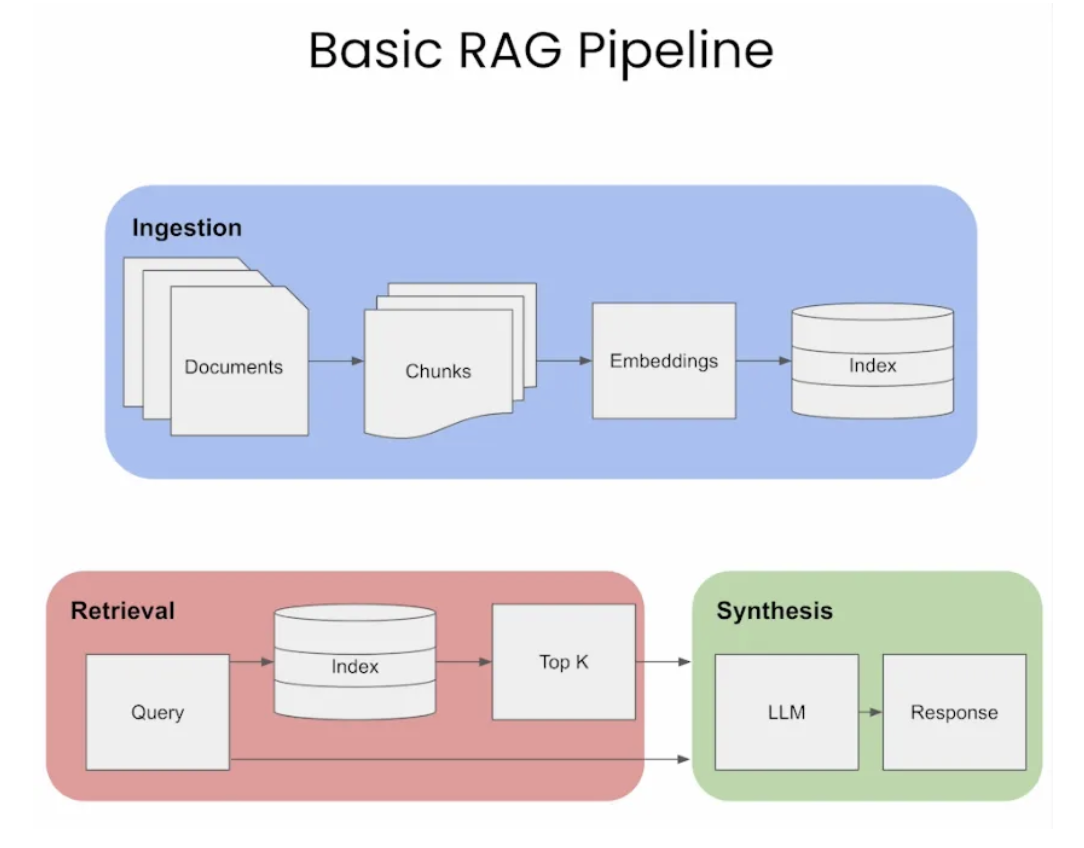 Basic RAG Pipeline
Ingestion
Documents
Chunks
Embeddings
Index
Retrieval
Query
Index
Top K
Synthesis
LLM
Response